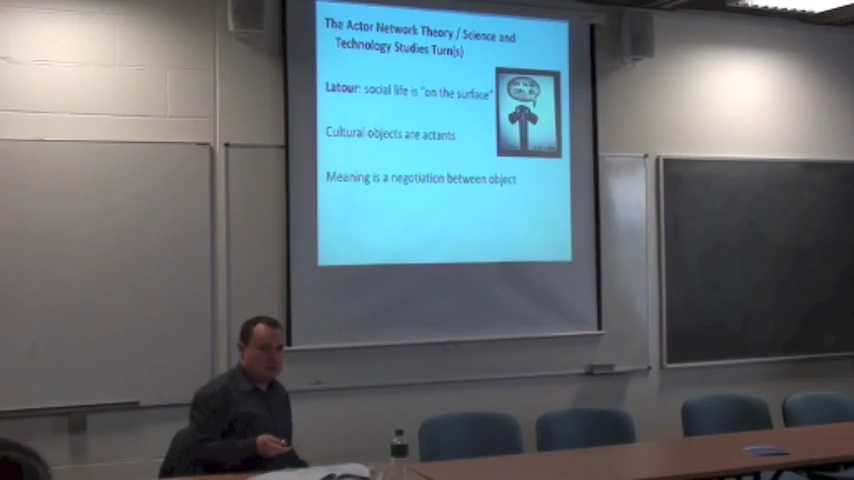 The Actor Network Theory / Science and
Technology Studies Turn(s)
Latour: social life is "on the surface"
Cultural objects are actants
Meaning is a negotiation between object